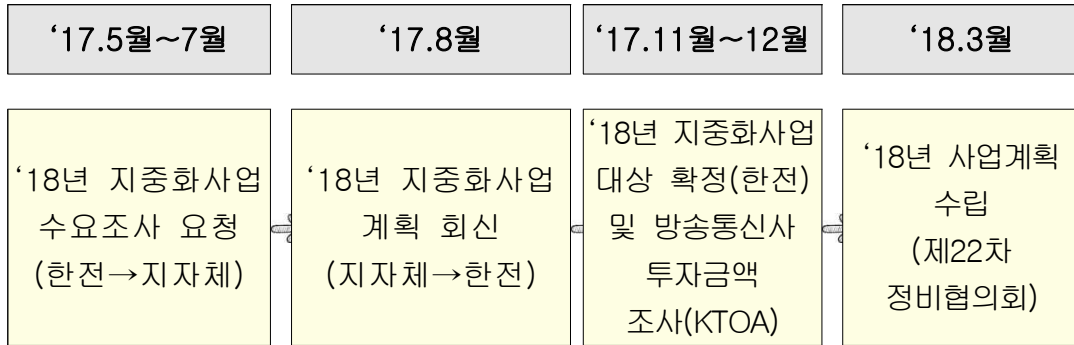 ‘17.5월~7월
‘17.8월
‘17.11월~12월
‘18.3월
‘18년 지중화사업
수요조사 요청
(한전→지자체)
‘18년 지중화사업
계획 회신
(지자체→한전)
‘18년 지중화사업
대상 확정(한전)
및 방송통신사
투자금액
조사(KTOA)
‘18년 사업계획
수립
(제22차
정비협의회)